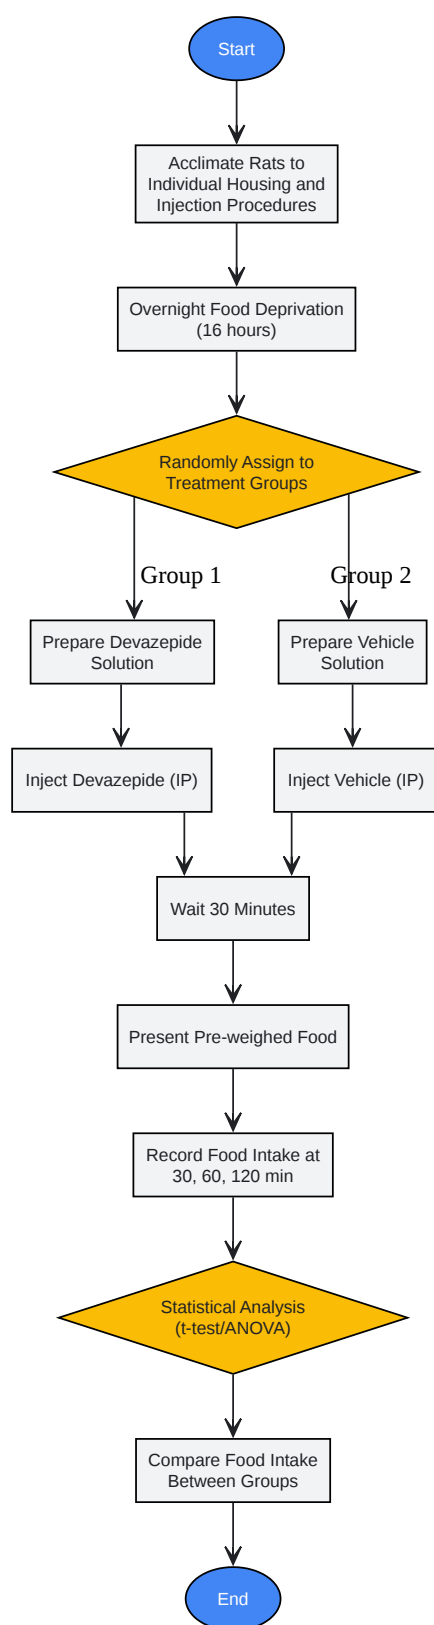 Start
Acclimate Rats to
Individual Housing and
Injection Procedures
Overnight Food Deprivation
(16 hours)
Randomly Assign to
Treatment Groups
Group 1
Group 2
Prepare Devazepide
Solution
Prepare Vehicle
Solution
Inject Devazepide (IP)
Inject Vehicle (IP)
Wait 30 Minutes
Present Pre-weighed Food
Record Food Intake at
30, 60, 120 min
Statistical Analysis
(t-test/ANOVA)
Compare Food Intake
Between Groups
End